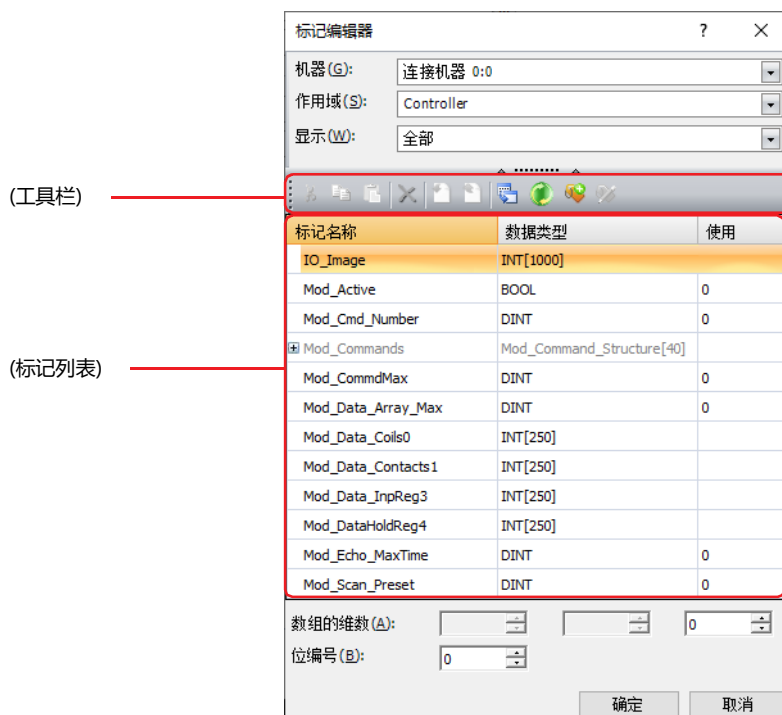 标记编辑器 ?
机器(G): 连接机器 0:0
作用域(S): Controller
显示(W): 全部
(工具栏)
标记名称 数据类型 使用
IO_Image INT[1000]
Mod_Active BOOL 0
Mod_Cmd_Number DINT 0
Mod_Commands Mod_Command_Structure[40]
(标记列表)
Mod_CommdMax DINT 0
Mod_Data_Array_Max DINT 0
Mod_Data_Coils0 INT[250]
Mod_Data_Contacts1 INT[250]
Mod_Data_InpReg3 INT[250]
Mod_DataHoldReg4 INT[250]
Mod_Echo_MaxTime DINT 0
Mod_Scan_Preset DINT 0
数组的维数(A): 0
位编号(B): 0
确定 取消